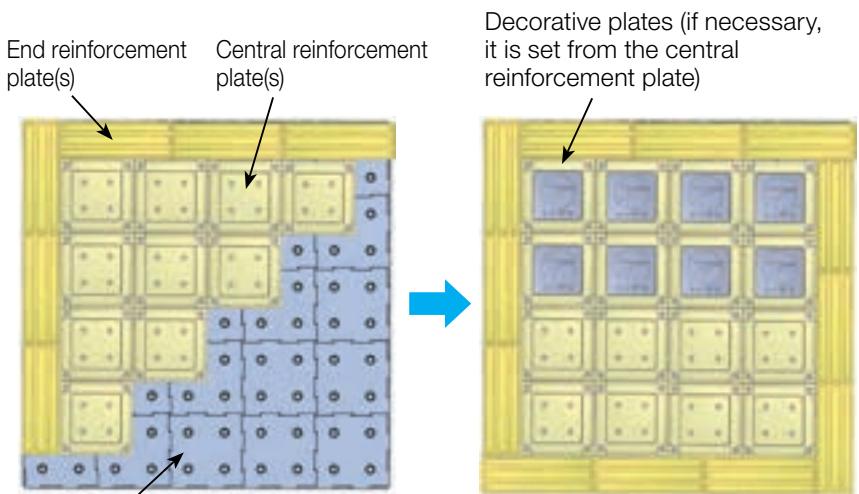 End reinforcement
plate(s)
Central reinforcement
plate(s)
Decorative plates (if necessary,
it is set from the central
reinforcement plate)